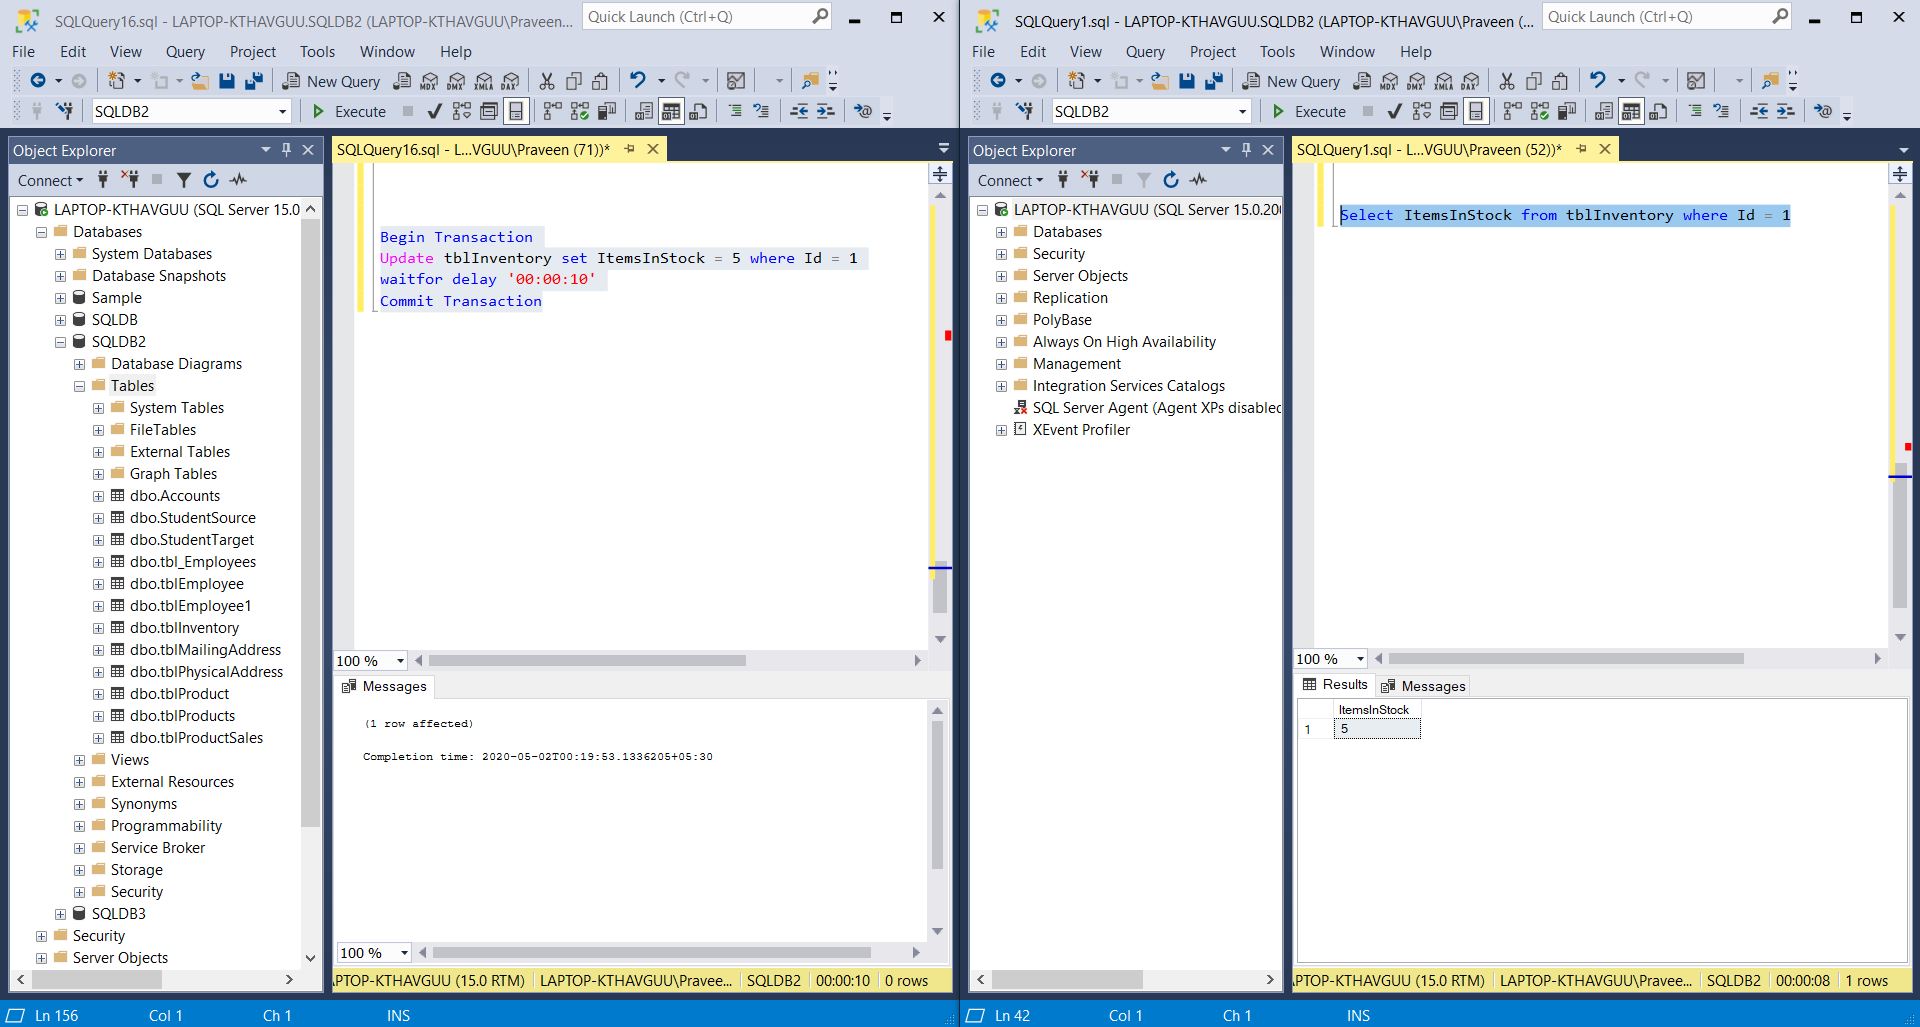 SQLQuery16.sql - LAPTOP-KTHAVGUU.SQLDB2 (LAPTOP-KTHAVGUU\Praveen...
Quick Launch (Ctrl+Q)
File Edit View Query Project Tools Window Help
New Query MDX DMX XMLA DAX
SQLDB2 Execute
Object Explorer
Connect
LAPTOP-KTHAVGUU (SQL Server 15.0
Databases
System Databases
Database Snapshots
Sample
SQLDB
SQLDB2
Database Diagrams
Tables
System Tables
FileTables
External Tables
Graph Tables
dbo.Accounts
dbo.StudentSource
dbo.StudentTarget
dbo.tbl_Employees
dbo.tblEmployee
dbo.tblEmployee1
dbo.tblInventory
dbo.tblMailingAddress
dbo.tblPhysicalAddress
dbo.tblProduct
dbo.tblProducts
dbo.tblProductSales
Views
External Resources
Synonyms
Programmability
Service Broker
Storage
Security
SQLDB3
Security
Server Objects
SQLQuery16.sql - L...VGUU\Praveen (71))*
Begin Transaction
Update tblInventory set ItemsInStock = 5 where Id = 1
waitfor delay '00:00:10'
Commit Transaction
100 %
Messages
(1 row affected)
Completion time: 2020-05-02T00:19:53.1336205+05:30
100 %
PTOP-KTHAVGUU (15.0 RTM) LAPTOP-KTHAVGUU\Pravee... SQLDB2 00:00:10 0 rows
Ln 156 Col 1 Ch 1 INS
SQLQuery1.sql - LAPTOP-KTHAVGUU.SQLDB2 (LAPTOP-KTHAVGUU\Praveen (...
Quick Launch (Ctrl+Q)
File Edit View Query Project Tools Window Help
New Query MDX DMX XMLA DAX
SQLDB2 Execute
Object Explorer
Connect
LAPTOP-KTHAVGUU (SQL Server 15.0.200
Databases
Security
Server Objects
Replication
PolyBase
Always On High Availability
Management
Integration Services Catalogs
SQL Server Agent (Agent XPs disabled
XEvent Profiler
SQLQuery1.sql - L...VGUU\Praveen (52))*
Select ItemsInStock from tblInventory where Id = 1
100 %
Results Messages
ItemsInStock
1 5
PTOP-KTHAVGUU (15.0 RTM) LAPTOP-KTHAVGUU\Pravee... SQLDB2 00:00:08 1 rows
Ln 42 Col 1 Ch 1 INS